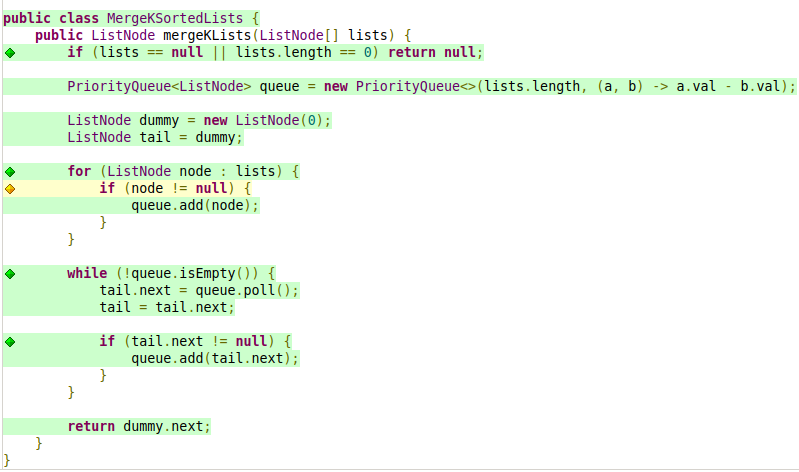 public class MergeKSortedLists {
    public ListNode mergeKLists(ListNode[] lists) {
        if (lists == null || lists.length == 0) return null;

        PriorityQueue<ListNode> queue = new PriorityQueue<>(lists.length, (a, b) -> a.val - b.val);

        ListNode dummy = new ListNode(0);
        ListNode tail = dummy;

        for (ListNode node : lists) {
            if (node != null) {
                queue.add(node);
            }
        }

        while (!queue.isEmpty()) {
            tail.next = queue.poll();
            tail = tail.next;

            if (tail.next != null) {
                queue.add(tail.next);
            }
        }

        return dummy.next;
    }
}